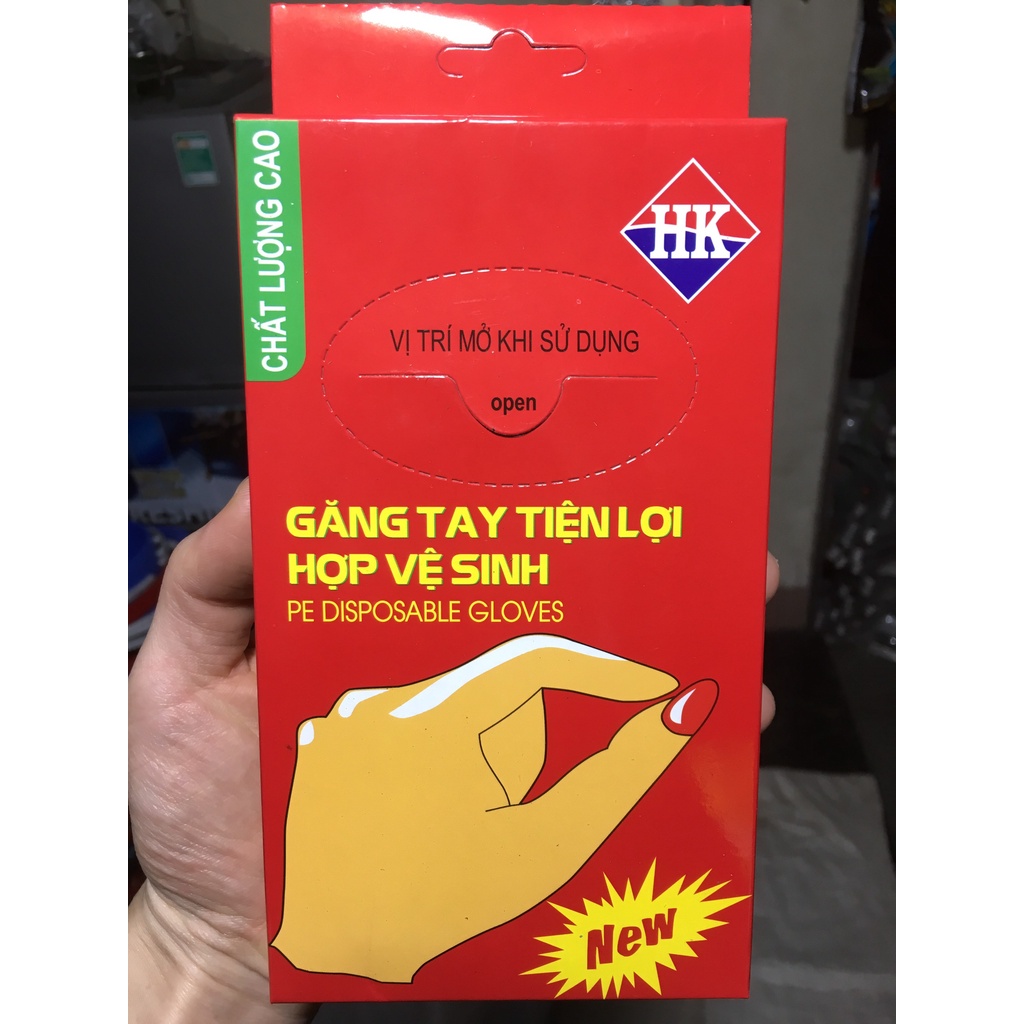 CHẤT LƯỢNG CAO
HK
VỊ TRÍ MỞ KHI SỬ DỤNG
open
GĂNG TAY TIỆN LỢI
HỢP VỆ SINH
PE DISPOSABLE GLOVES
New